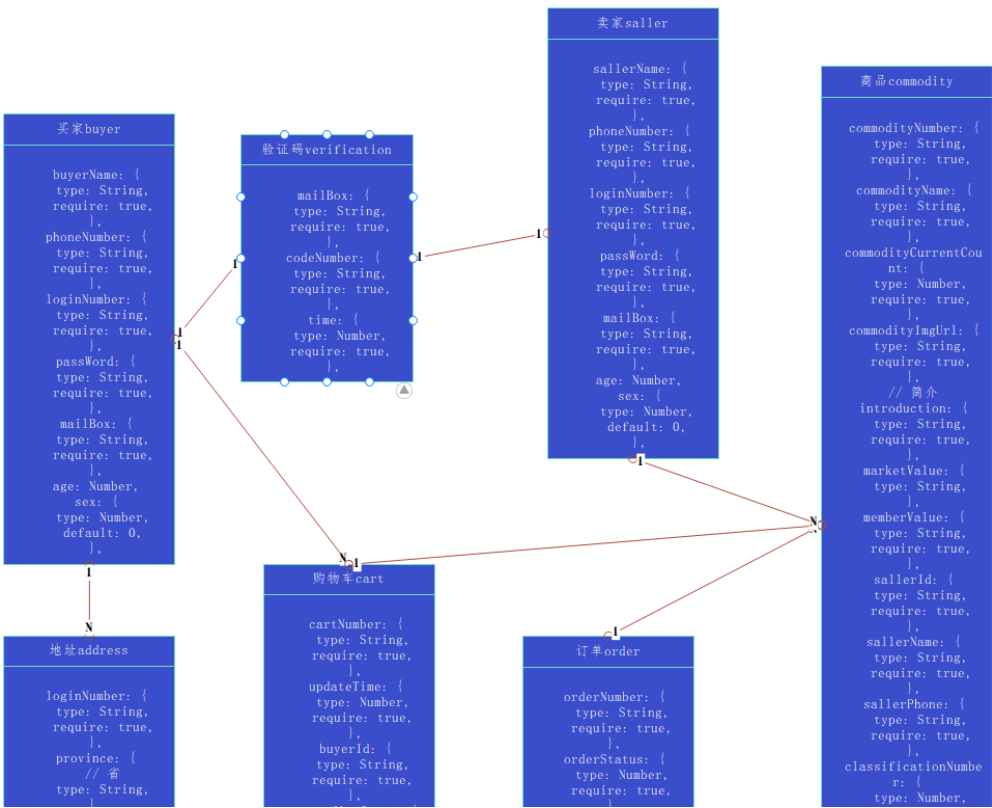 卖家saller
sallerName: {
type: String,
require: true,
},
phoneNumber: {
type: String,
require: true,
},
loginNumber: {
type: String,
require: true,
},
passWord: {
type: String,
require: true,
},
mailBox: {
type: String,
require: true,
},
age: Number,
sex: {
type: Number,
default: 0,
},
商品commodity
commodityNumber: {
type: String,
require: true,
},
commodityName: {
type: String,
require: true,
},
commodityCurrentCou
nt: {
type: Number,
require: true,
},
commodityImgUrl: {
type: String,
require: true,
},
// 简介
introduction: {
type: String,
require: true,
},
marketValue: {
type: String,
},
memberValue: {
type: String,
require: true,
},
sallerId: {
type: String,
require: true,
},
sallerName: {
type: String,
require: true,
},
sallerPhone: {
type: String,
require: true,
},
classificationNumbe
r: {
type: Number,
买家buyer
buyerName: {
type: String,
require: true,
},
phoneNumber: {
type: String,
require: true,
},
loginNumber: {
type: String,
require: true,
},
passWord: {
type: String,
require: true,
},
mailBox: {
type: String,
require: true,
},
age: Number,
sex: {
type: Number,
default: 0,
},
验证码verification
mailBox: {
type: String,
require: true,
},
codeNumber: {
type: String,
require: true,
},
time: {
type: Number,
require: true,
},
1
1
1
1
1
1
N
1
N
N
1
1
N
1
地址address
loginNumber: {
type: String,
require: true,
},
province: {
// 省
type: String,
}
购物车cart
cartNumber: {
type: String,
require: true,
},
updateTime: {
type: Number,
require: true,
},
buyerId: {
type: String,
require: true,
},
订单order
orderNumber: {
type: String,
require: true,
},
orderStatus: {
type: Number,
require: true,
}